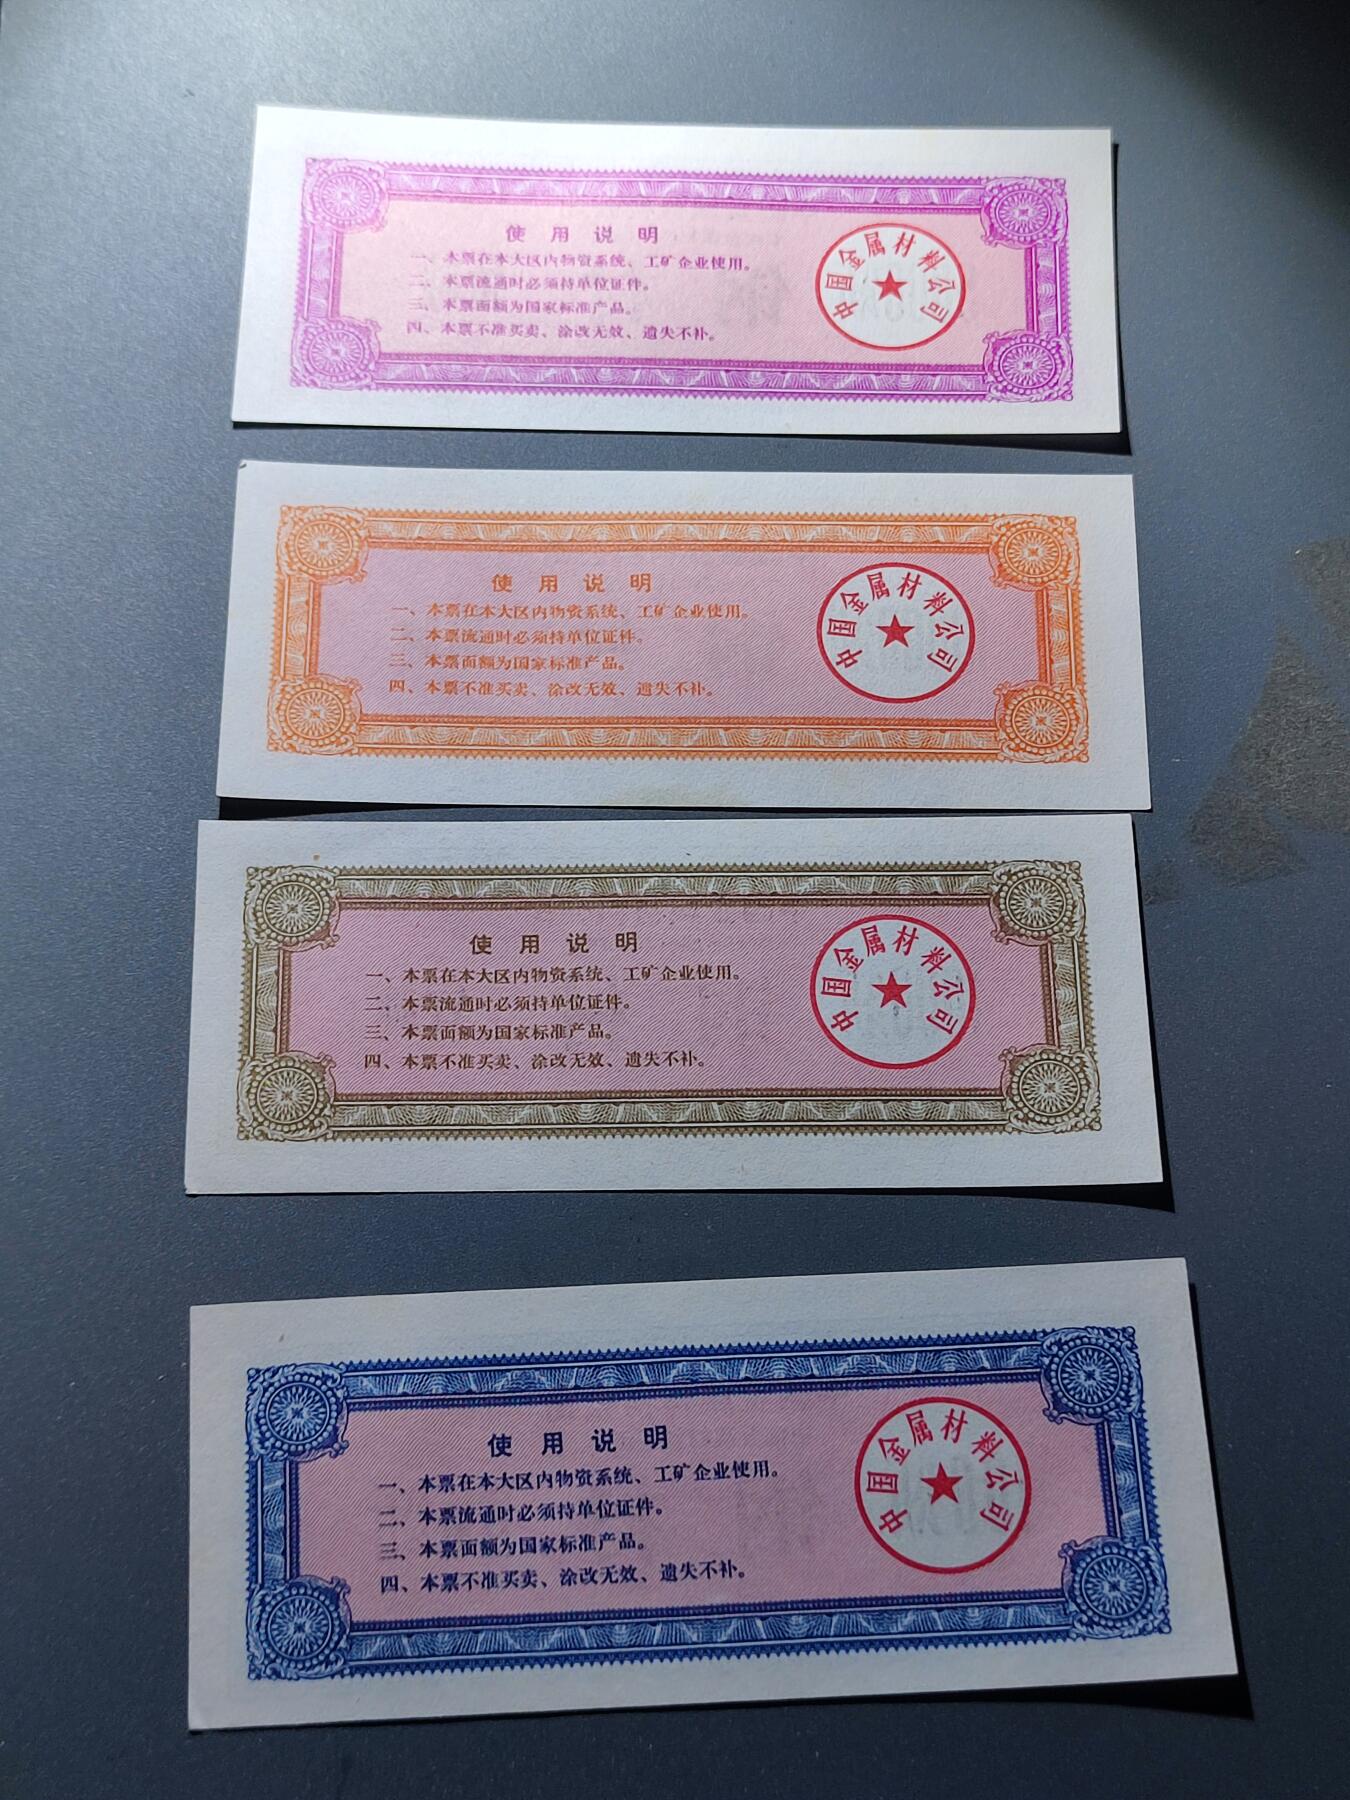 使用说明
一、本票在本大区内物资系统、工矿企业使用。
二、本票流通时必须持单位证件。
三、本票面额为国家标准产品。
四、本票不准买卖、涂改无效、遗失不补。
中国金属材料公司
使用说明
一、本票在本大区内物资系统、工矿企业使用。
二、本票流通时必须持单位证件。
三、本票面额为国家标准产品。
四、本票不准买卖、涂改无效、遗失不补。
中国金属材料公司
使用说明
一、本票在本大区内物资系统、工矿企业使用。
二、本票流通时必须持单位证件。
三、本票面额为国家标准产品。
四、本票不准买卖、涂改无效、遗失不补。
中国金属材料公司
使用说明
一、本票在本大区内物资系统、工矿企业使用。
二、本票流通时必须持单位证件。
三、本票面额为国家标准产品。
四、本票不准买卖、涂改无效、遗失不补。
中国金属材料公司